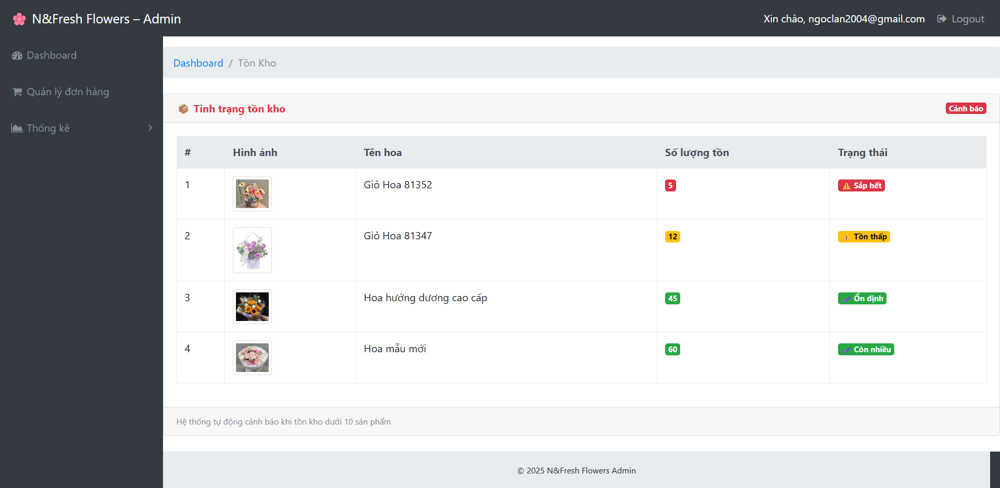 N&Fresh Flowers – Admin
Xin chào, ngoclan2004@gmail.com Logout
Dashboard
Quản lý đơn hàng
Thống kê
Dashboard / Tồn Kho
Tình trạng tồn kho
Cảnh báo
# Hình ảnh Tên hoa Số lượng tồn Trạng thái
1 Giỏ Hoa 81352 5 Sắp hết
2 Giỏ Hoa 81347 12 Tồn thấp
3 Hoa hướng dương cao cấp 45 Ổn định
4 Hoa mẫu mới 60 Còn nhiều
Hệ thống tự động cảnh báo khi tồn kho dưới 10 sản phẩm
© 2025 N&Fresh Flowers Admin